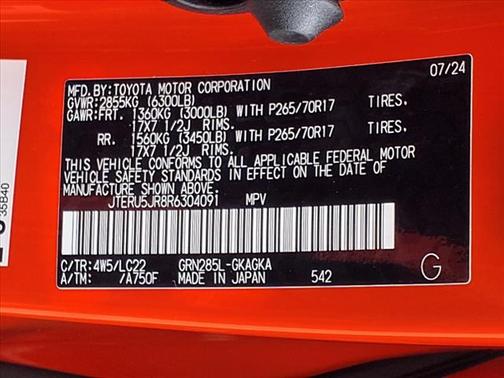 07/24
MFD. BY: TOYOTA MOTOR CORPORATION
GVWR: 2855KG (6300LB)
GAWR: FRT. 1360KG (3000LB) WITH P265/70R17 TIRES.
17X7 1/2J RIMS.
RR. 1560KG (3450LB) WITH P265/70R17 TIRES.
17X7 1/2J RIMS.
THIS VEHICLE CONFORMS TO ALL APPLICABLE FEDERAL MOTOR
VEHICLE SAFETY STANDARDS IN EFFECT ON THE DATE OF
MANUFACTURE SHOWN ABOVE.
JTERU5JR8R6304091 MPV
C/TR: 4W5/LC22 GRN285L-GKAGKA
A/TM: /A750F MADE IN JAPAN 542 G
35B40